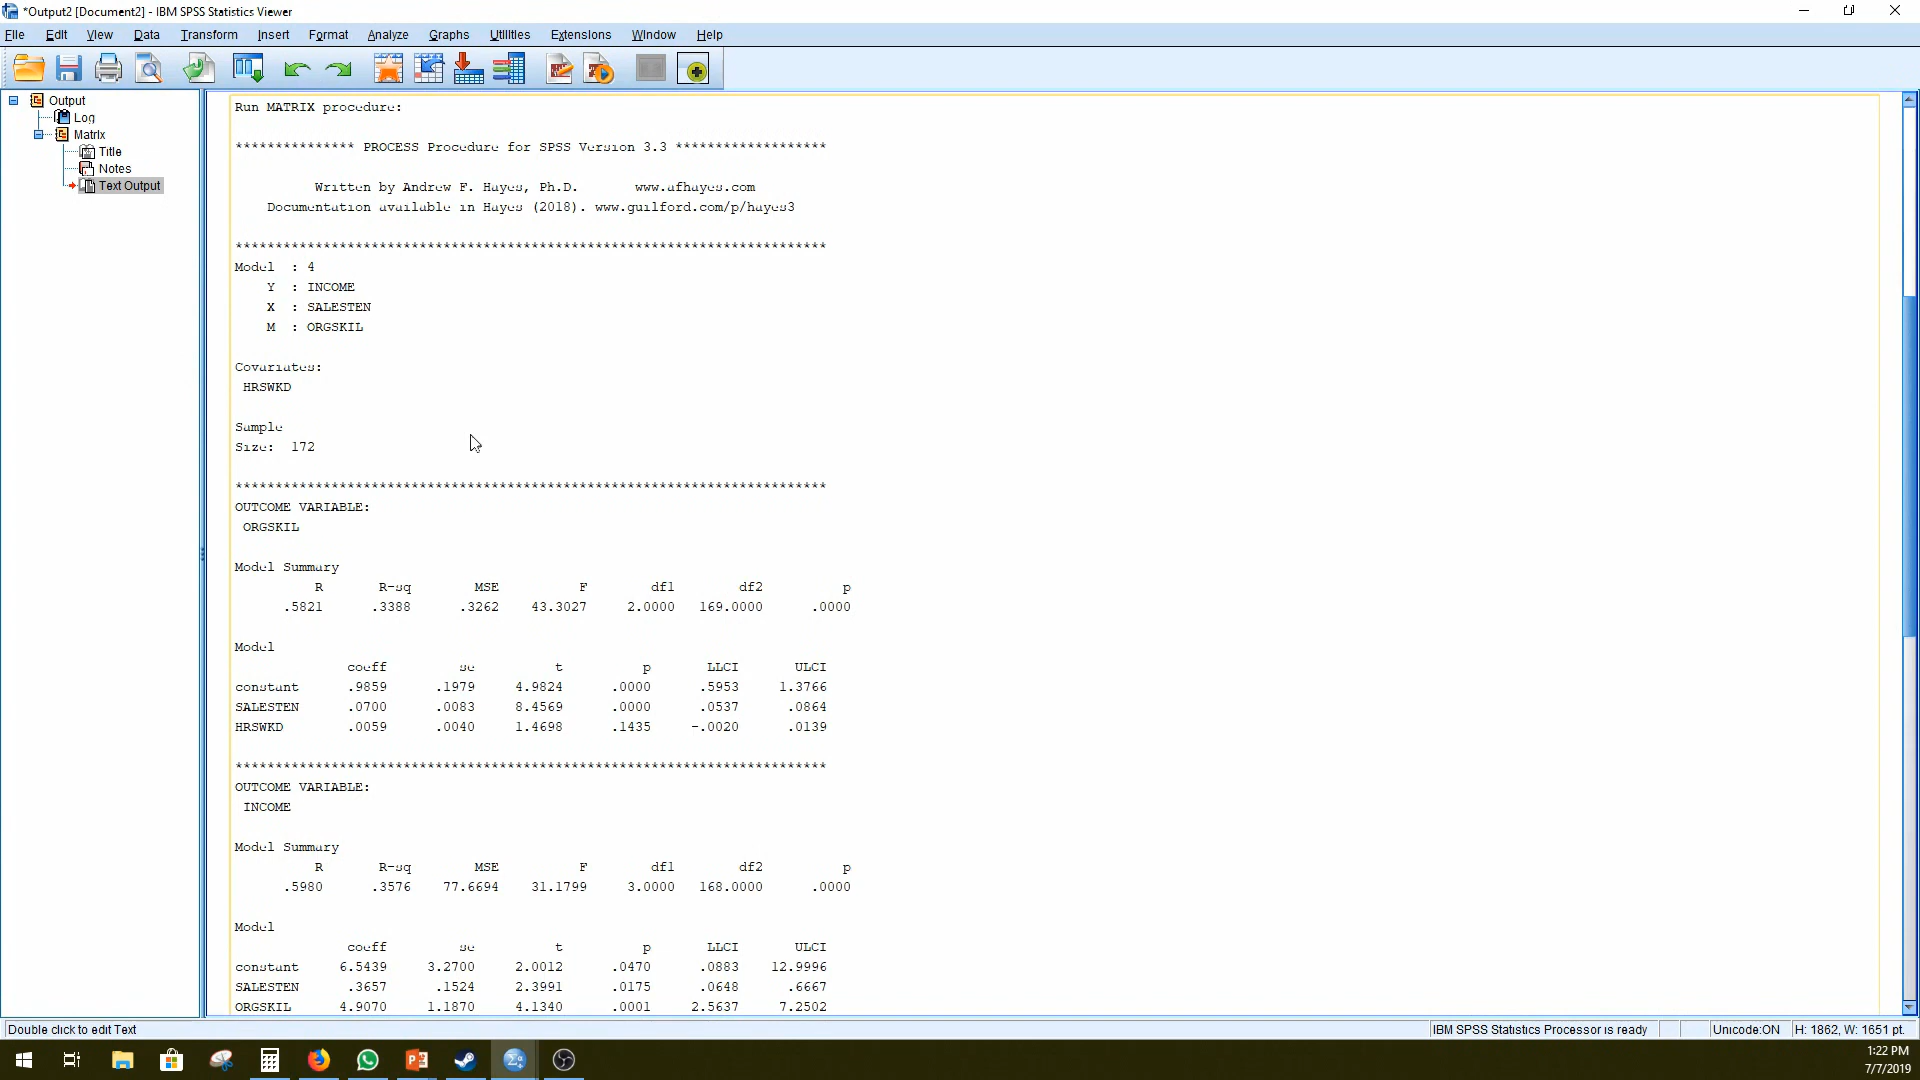 *Output2 [Document2] - IBM SPSS Statistics Viewer
File Edit View Data Transform Insert Format Analyze Graphs Utilities Extensions Window Help
Output
Log
Matrix
Title
Notes
Text Output
Run MATRIX procedure:
*************** PROCESS Procedure for SPSS Version 3.3 *******************
Written by Andrew F. Hayes, Ph.D. www.afhayes.com
Documentation available in Hayes (2018). www.guilford.com/p/hayes3
**************************************************************************
Model : 4
Y : INCOME
X : SALESTEN
M : ORGSKIL
Covariates:
HRSWKD
Sample
Size: 172
**************************************************************************
OUTCOME VARIABLE:
ORGSKIL
Model Summary
R R-sq MSE F df1 df2 p
.5821 .3388 .3262 43.3027 2.0000 169.0000 .0000
Model
coeff se t p LLCI ULCI
constant .9859 .1979 4.9824 .0000 .5953 1.3766
SALESTEN .0700 .0083 8.4569 .0000 .0537 .0864
HRSWKD .0059 .0040 1.4698 .1435 -.0020 .0139
**************************************************************************
OUTCOME VARIABLE:
INCOME
Model Summary
R R-sq MSE F df1 df2 p
.5980 .3576 77.6694 31.1799 3.0000 168.0000 .0000
Model
coeff se t p LLCI ULCI
constant 6.5439 3.2700 2.0012 .0470 .0883 12.9996
SALESTEN .3657 .1524 2.3991 .0175 .0648 .6667
ORGSKIL 4.9070 1.1870 4.1340 .0001 2.5637 7.2502
Double click to edit Text
IBM SPSS Statistics Processor is ready
Unicode:ON
H: 1862, W: 1651 pt.
1:22 PM
7/7/2019